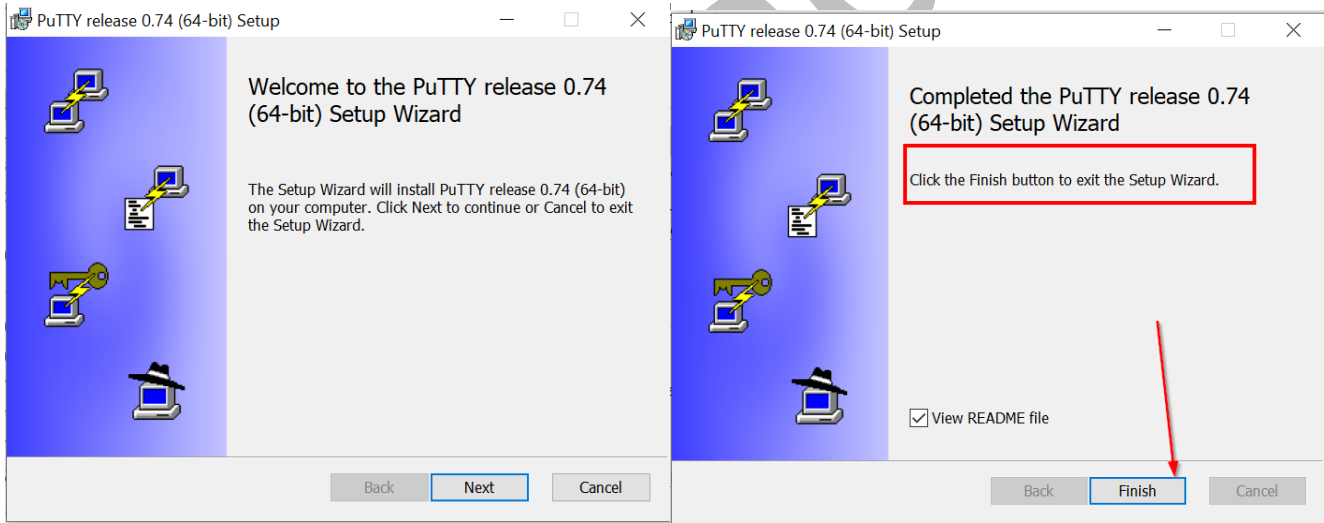 PuTTY release 0.74 (64-bit) Setup
Welcome to the PuTTY release 0.74
(64-bit) Setup Wizard
The Setup Wizard will install PuTTY release 0.74 (64-bit)
on your computer. Click Next to continue or Cancel to exit
the Setup Wizard.
Back
Next
Cancel
PuTTY release 0.74 (64-bit) Setup
Completed the PuTTY release 0.74
(64-bit) Setup Wizard
Click the Finish button to exit the Setup Wizard.
View README file
Back
Finish
Cancel